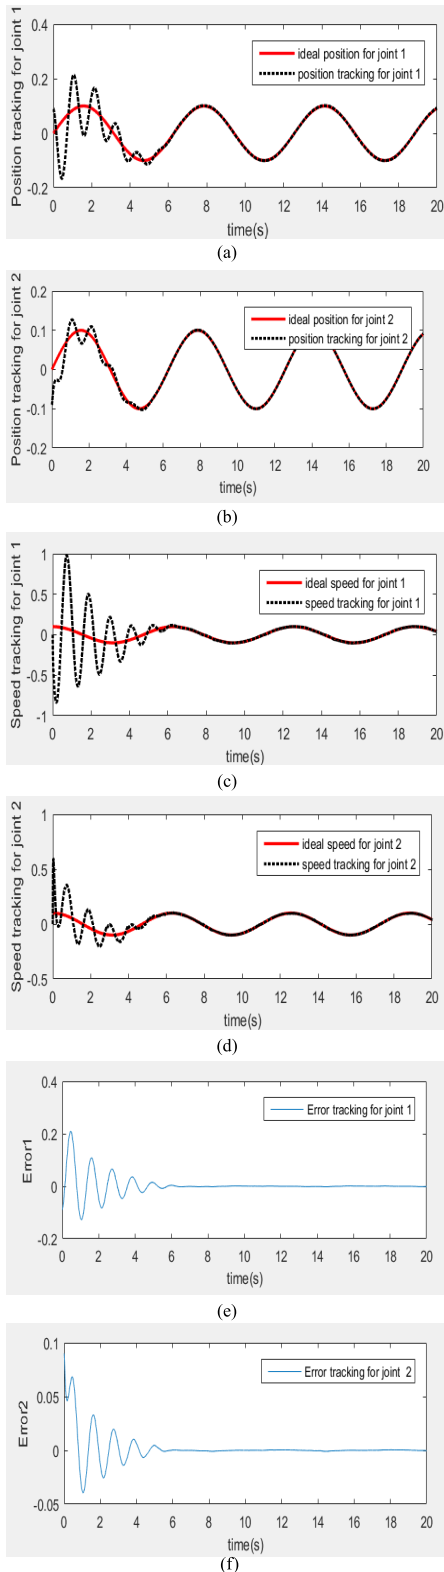 Position tracking for joint 1
0.4
0.2
0
-0.2
ideal position for joint 1
position tracking for joint 1
0 2 4 6 8 10 12 14 16 18 20
time(s)
(a)
Position tracking for joint 2
0.2
0.1
0
-0.1
-0.2
ideal position for joint 2
position tracking for joint 2
0 2 4 6 8 10 12 14 16 18 20
time(s)
(b)
Speed tracking for joint 1
1
0.5
0
-0.5
-1
ideal speed for joint 1
speed tracking for joint 1
0 2 4 6 8 10 12 14 16 18 20
time(s)
(c)
Speed tracking for joint 2
1
0.5
0
-0.5
ideal speed for joint 2
speed tracking for joint 2
0 2 4 6 8 10 12 14 16 18 20
time(s)
(d)
Error1
0.4
0.2
0
-0.2
Error tracking for joint 1
0 2 4 6 8 10 12 14 16 18 20
time(s)
(e)
Error2
0.1
0.05
0
-0.05
Error tracking for joint 2
0 2 4 6 8 10 12 14 16 18 20
time(s)
(f)